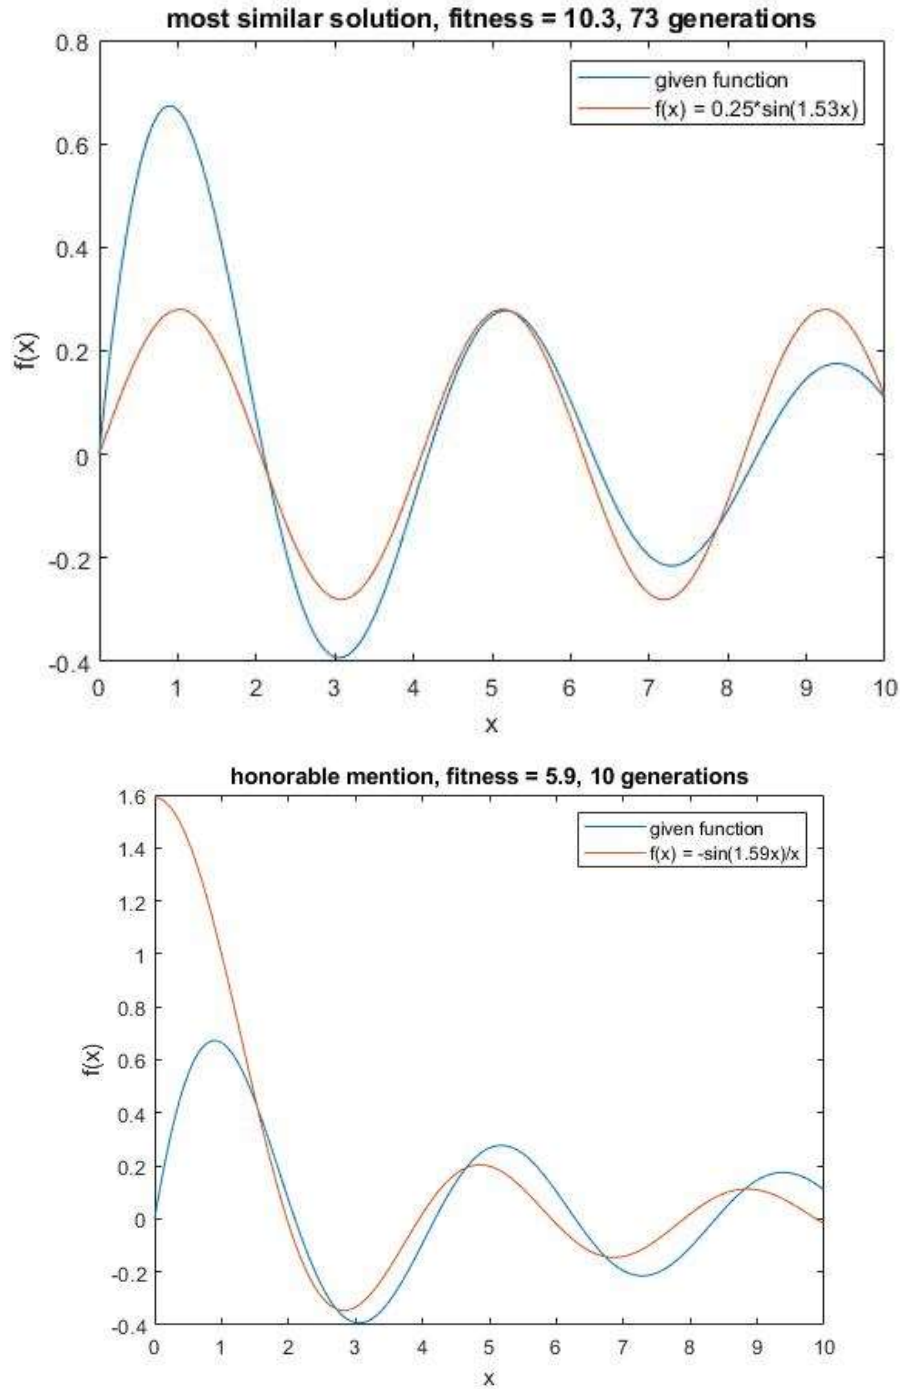 most similar solution, fitness = 10.3, 73 generations
0.8
given function
f(x) = 0.25*sin(1.53x)
0.6
0.4
0.2
f(x)
0
-0.2
-0.4
0 1 2 3 4 5 6 7 8 9 10
x
honorable mention, fitness = 5.9, 10 generations
1.6
given function
f(x) = -sin(1.59x)/x
1.4
1.2
1
0.8
0.6
f(x)
0.4
0.2
0
-0.2
-0.4
0 1 2 3 4 5 6 7 8 9 10
x